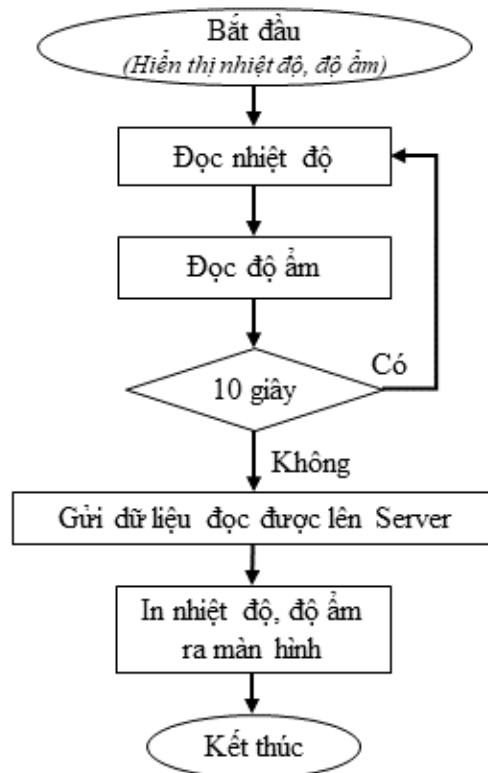 Bắt đầu
(Hiển thị nhiệt độ, độ ẩm)
Đọc nhiệt độ
Đọc độ ẩm
Có
10 giây
Không
Gửi dữ liệu đọc được lên Server
In nhiệt độ, độ ẩm
ra màn hình
Kết thúc